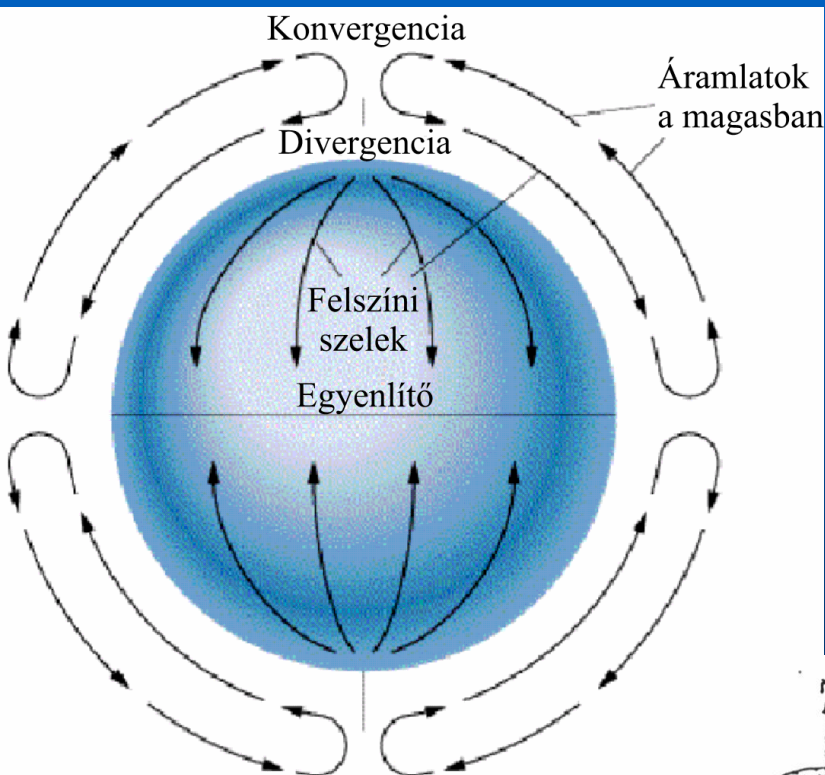 Konvergencia
Áramlatok
a magasban
Divergencia
Felszíni
szelek
Egyenlítő